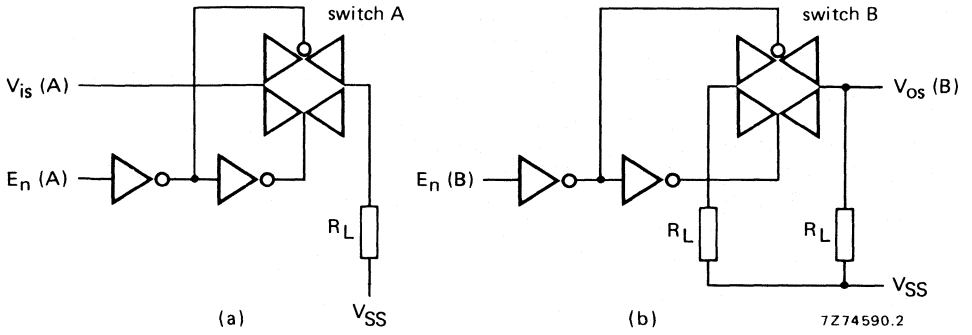 switch A
V_is (A)
E_n (A)
R_L
V_SS
(a)
switch B
V_os (B)
E_n (B)
R_L
R_L
V_SS
(b)
7Z74590.2